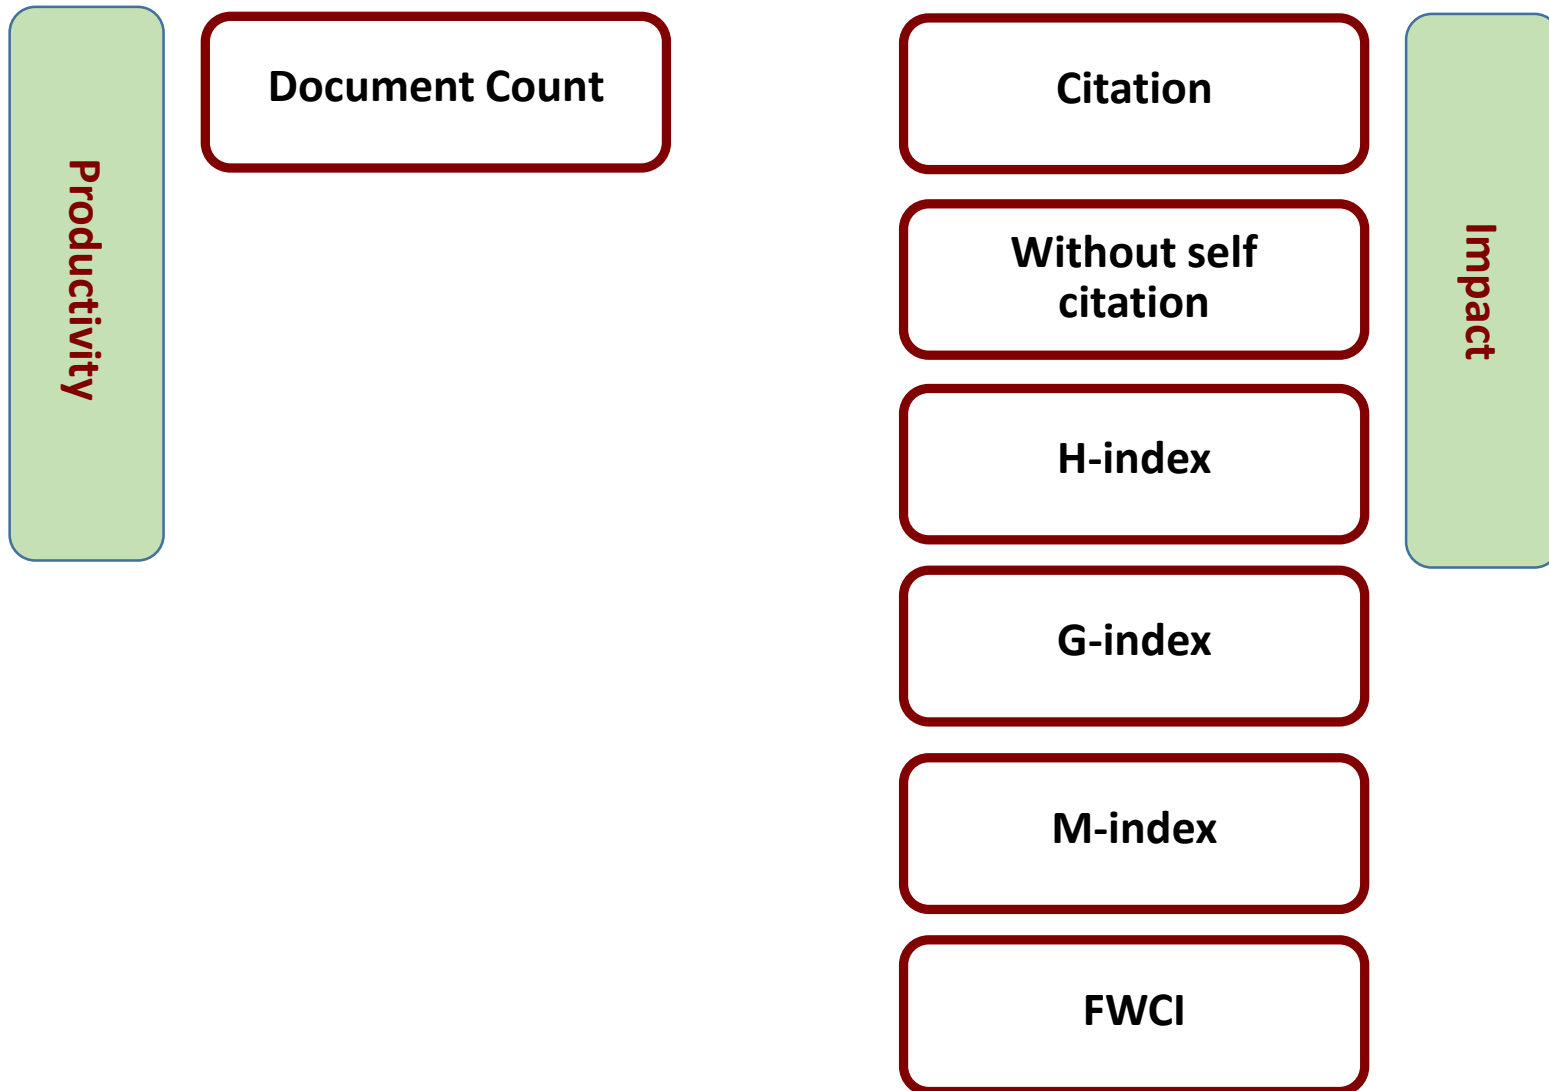 Productivity
Document Count
Citation
Without self
citation
H-index
G-index
M-index
FWCI
Impact